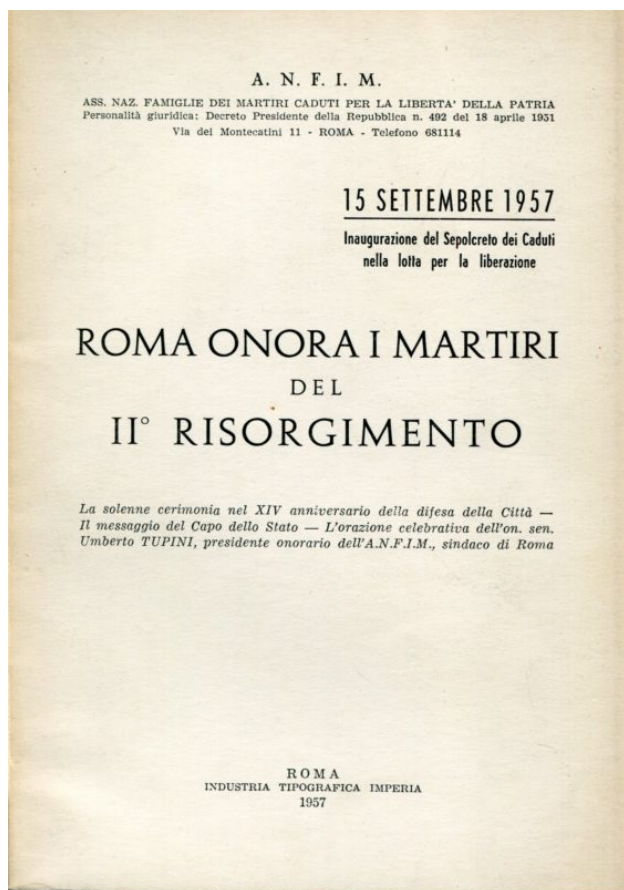 A. N. F. I. M.
ASS. NAZ. FAMIGLIE DEI MARTIRI CADUTI PER LA LIBERTA' DELLA PATRIA
Personalità giuridica: Decreto Presidente della Repubblica n. 492 del 18 aprile 1951
Via dei Montecatini 11 - ROMA - Telefono 681114
15 SETTEMBRE 1957
Inaugurazione del Sepolcreto dei Caduti
nella lotta per la liberazione
ROMA ONORA I MARTIRI
DEL
II° RISORGIMENTO
La solenne cerimonia nel XIV anniversario della difesa della Città —
Il messaggio del Capo dello Stato — L'orazione celebrativa dell'on. sen.
Umberto TUPINI, presidente onorario dell'A.N.F.I.M., sindaco di Roma
ROMA
INDUSTRIA TIPOGRAFICA IMPERIA
1957